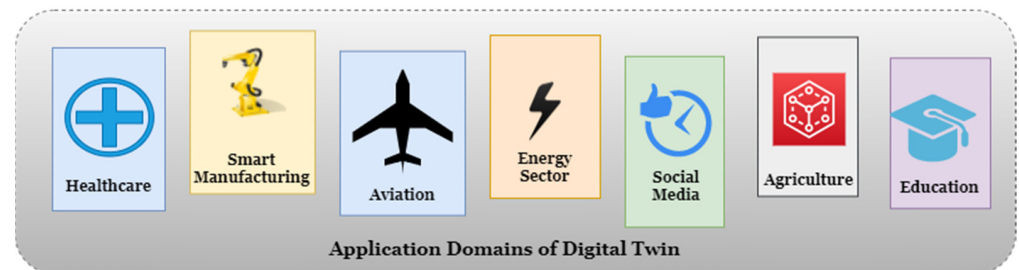 Healthcare
Smart
Manufacturing
Aviation
Energy
Sector
Social
Media
Agriculture
Education
Application Domains of Digital Twin